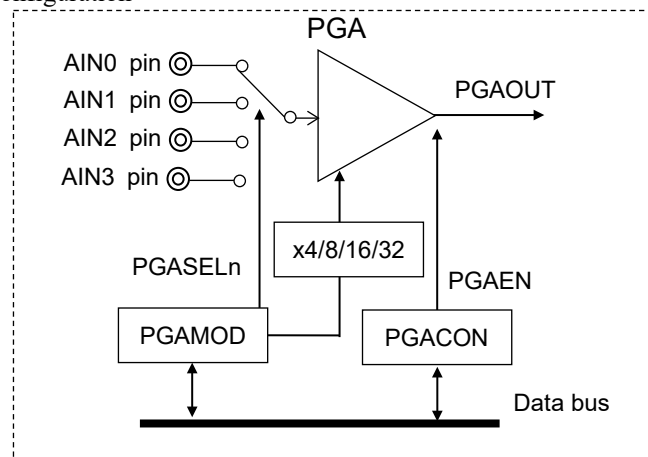 PGA
AIN0 pin
AIN1 pin
AIN2 pin
AIN3 pin
PGAOUT
x4/8/16/32
PGASELn
PGAEN
PGAMOD
PGACON
Data bus